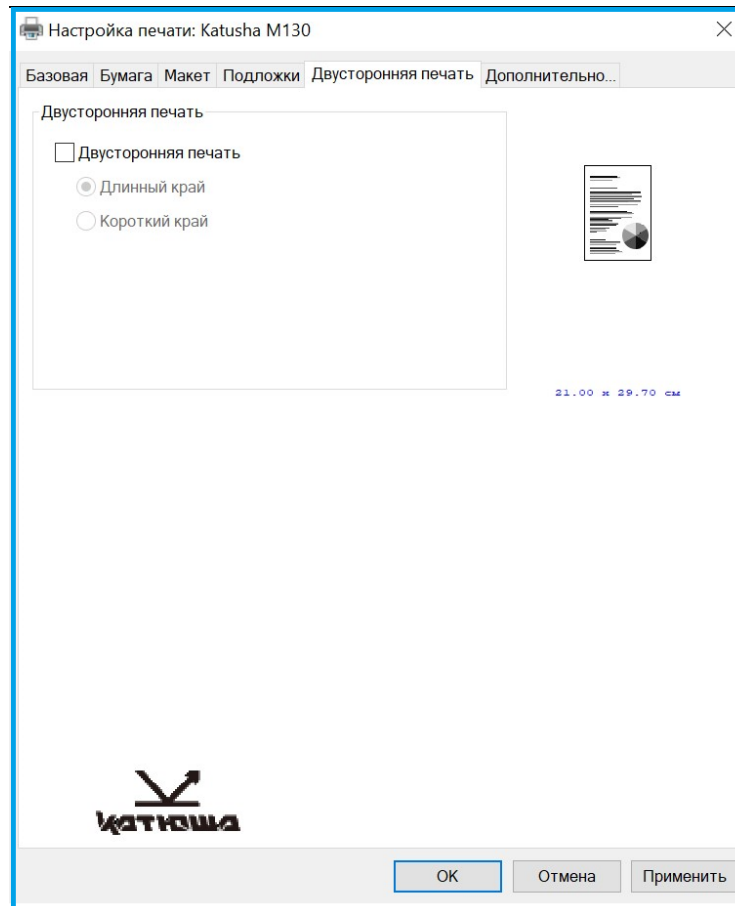 Настройка печати: Katusha M130
Базовая Бумага Макет Подложки Двусторонняя печать Дополнительно...
Двусторонняя печать
Двусторонняя печать
Длинный край
Короткий край
21.00 x 29.70 см
катюша
OK Отмена Применить